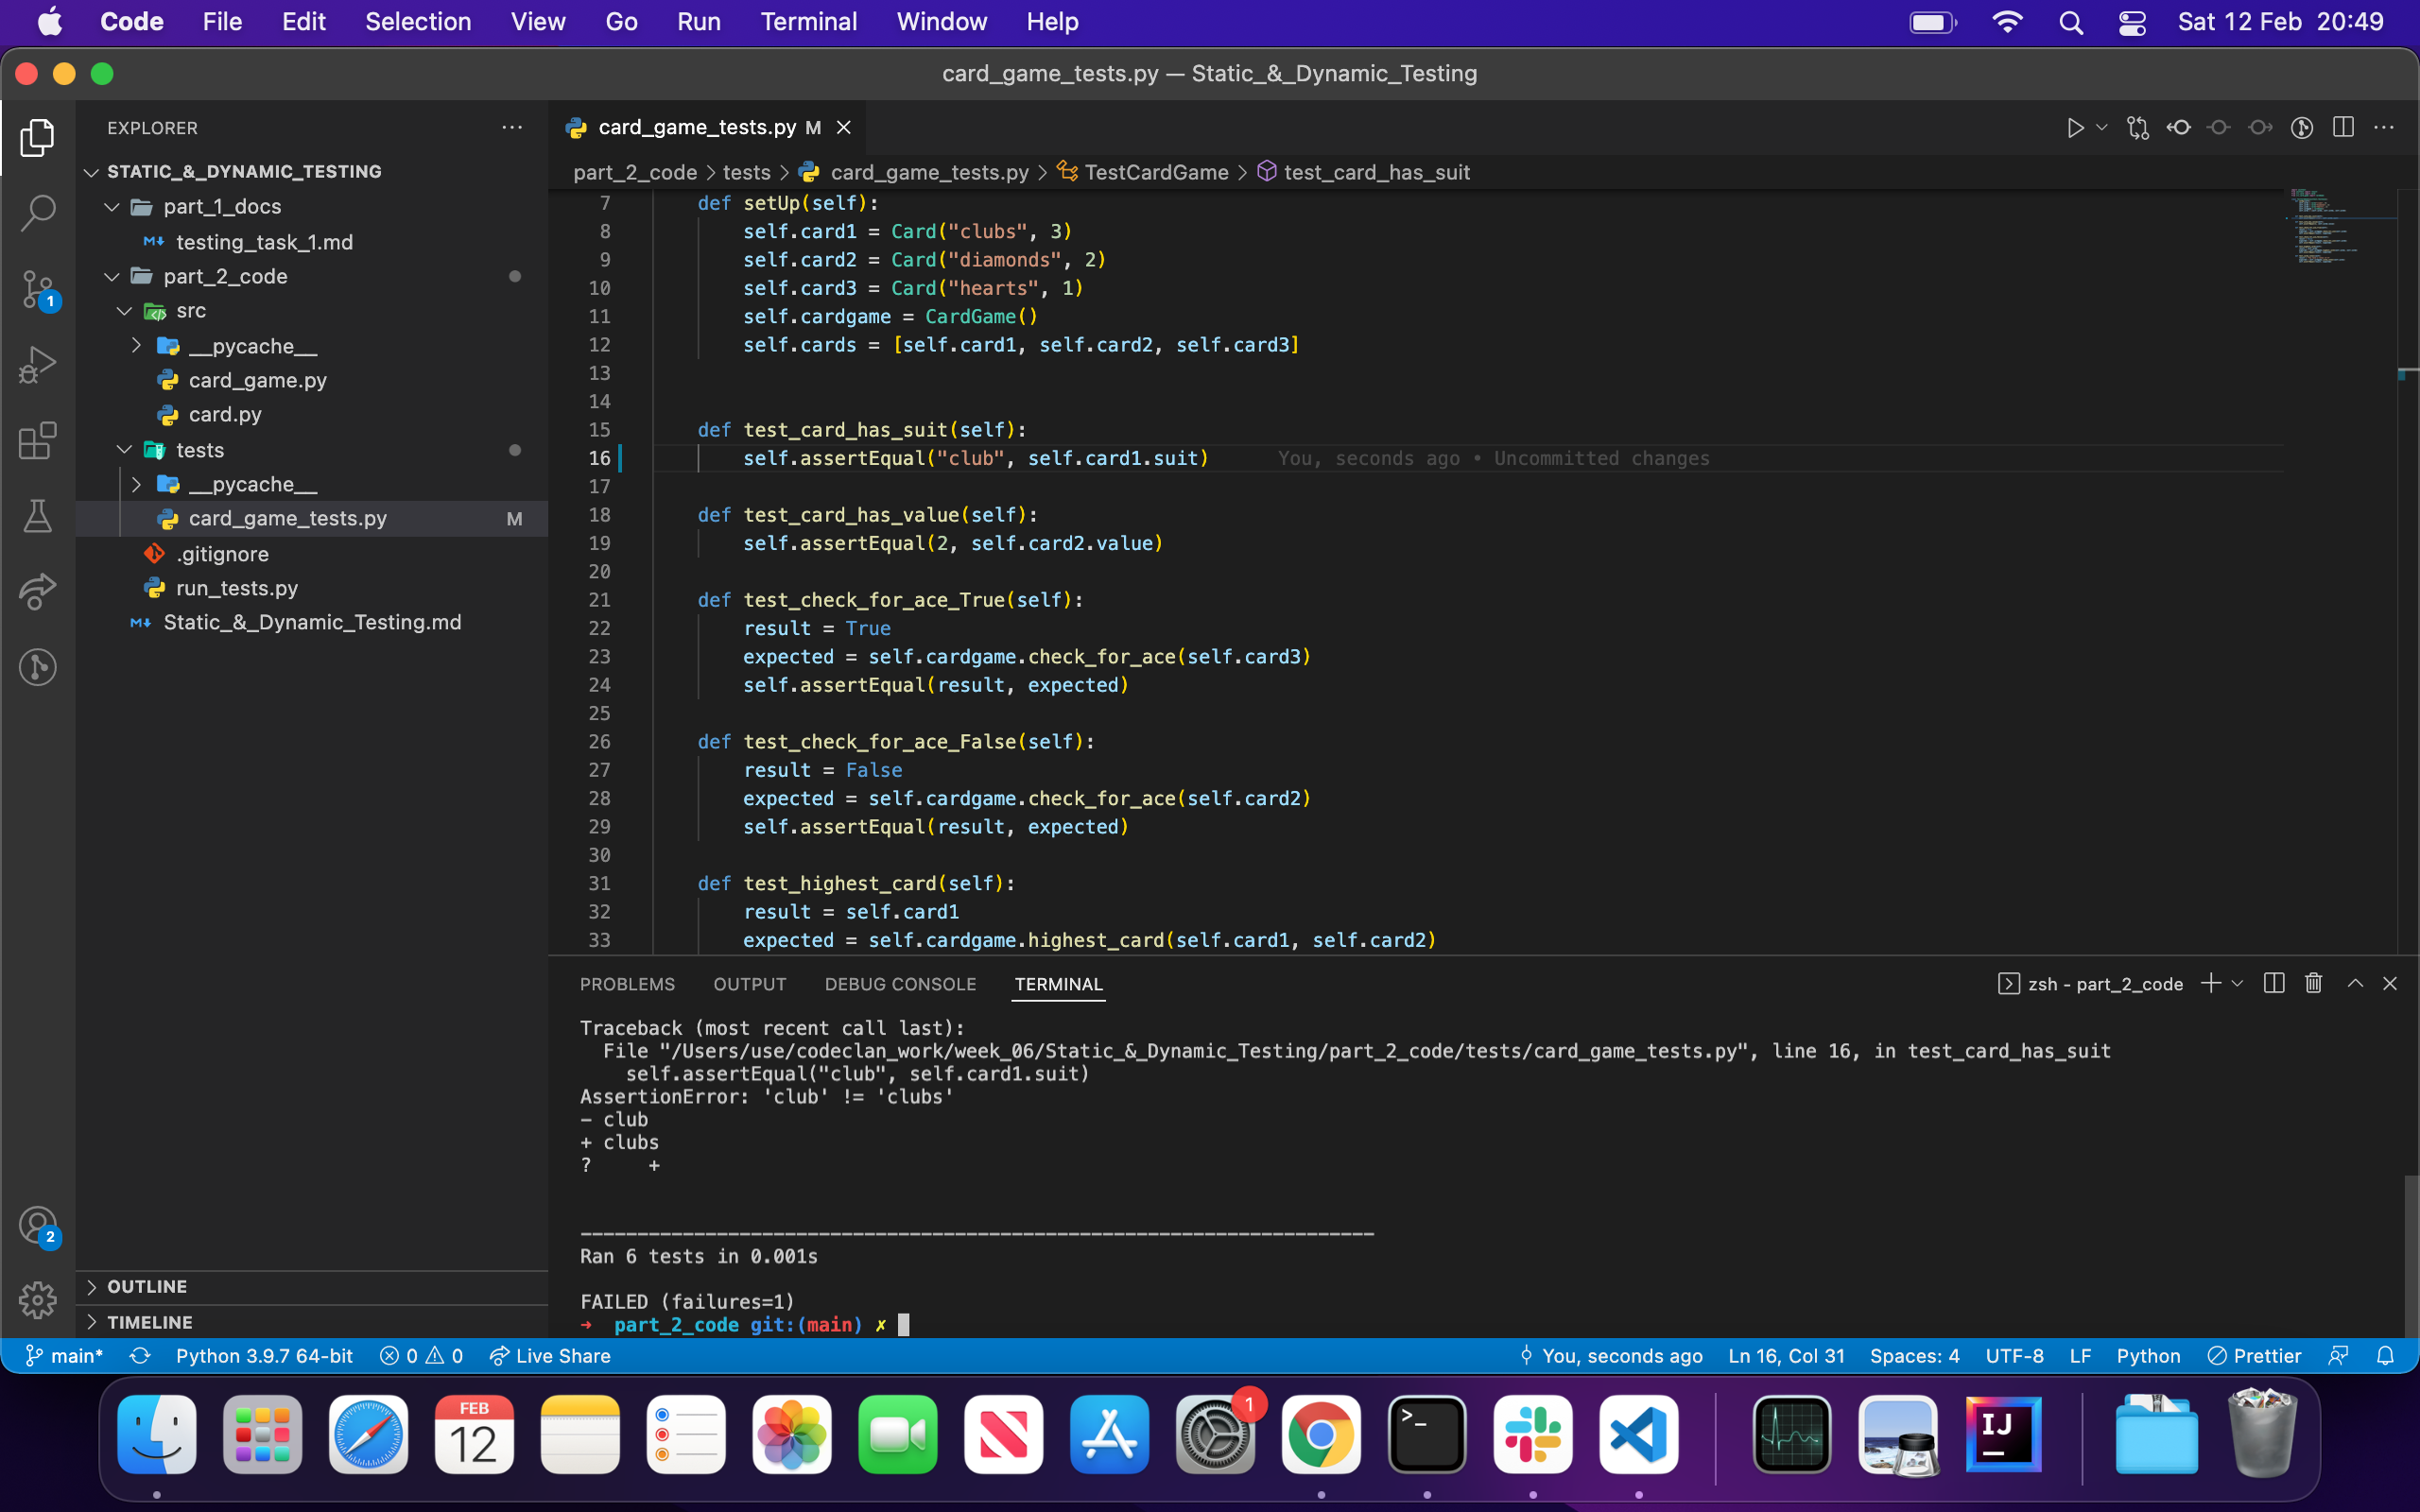 Code File Edit Selection View Go Run Terminal Window Help Sat 12 Feb 20:49
card_game_tests.py — Static_&_Dynamic_Testing
EXPLORER
STATIC_&_DYNAMIC_TESTING
part_1_docs
testing_task_1.md
part_2_code
src
__pycache__
card_game.py
card.py
tests
__pycache__
card_game_tests.py M
.gitignore
run_tests.py
Static_&_Dynamic_Testing.md
OUTLINE
TIMELINE
1
2
card_game_tests.py M
part_2_code > tests > card_game_tests.py > TestCardGame > test_card_has_suit
7 def setUp(self):
8 self.card1 = Card("clubs", 3)
9 self.card2 = Card("diamonds", 2)
10 self.card3 = Card("hearts", 1)
11 self.cardgame = CardGame()
12 self.cards = [self.card1, self.card2, self.card3]
13
14
15 def test_card_has_suit(self):
16 self.assertEqual("club", self.card1.suit) You, seconds ago • Uncommitted changes
17
18 def test_card_has_value(self):
19 self.assertEqual(2, self.card2.value)
20
21 def test_check_for_ace_True(self):
22 result = True
23 expected = self.cardgame.check_for_ace(self.card3)
24 self.assertEqual(result, expected)
25
26 def test_check_for_ace_False(self):
27 result = False
28 expected = self.cardgame.check_for_ace(self.card2)
29 self.assertEqual(result, expected)
30
31 def test_highest_card(self):
32 result = self.card1
33 expected = self.cardgame.highest_card(self.card1, self.card2)
PROBLEMS OUTPUT DEBUG CONSOLE TERMINAL zsh - part_2_code
Traceback (most recent call last):
File "/Users/use/codeclan_work/week_06/Static_&_Dynamic_Testing/part_2_code/tests/card_game_tests.py", line 16, in test_card_has_suit
self.assertEqual("club", self.card1.suit)
AssertionError: 'club' != 'clubs'
- club
+ clubs
? +
----------------------------------------------------------------------
Ran 6 tests in 0.001s
FAILED (failures=1)
➜ part_2_code git:(main) ✗
main* Python 3.9.7 64-bit 0 0 Live Share You, seconds ago Ln 16, Col 31 Spaces: 4 UTF-8 LF Python Prettier
FEB
12
1
>_
IJ